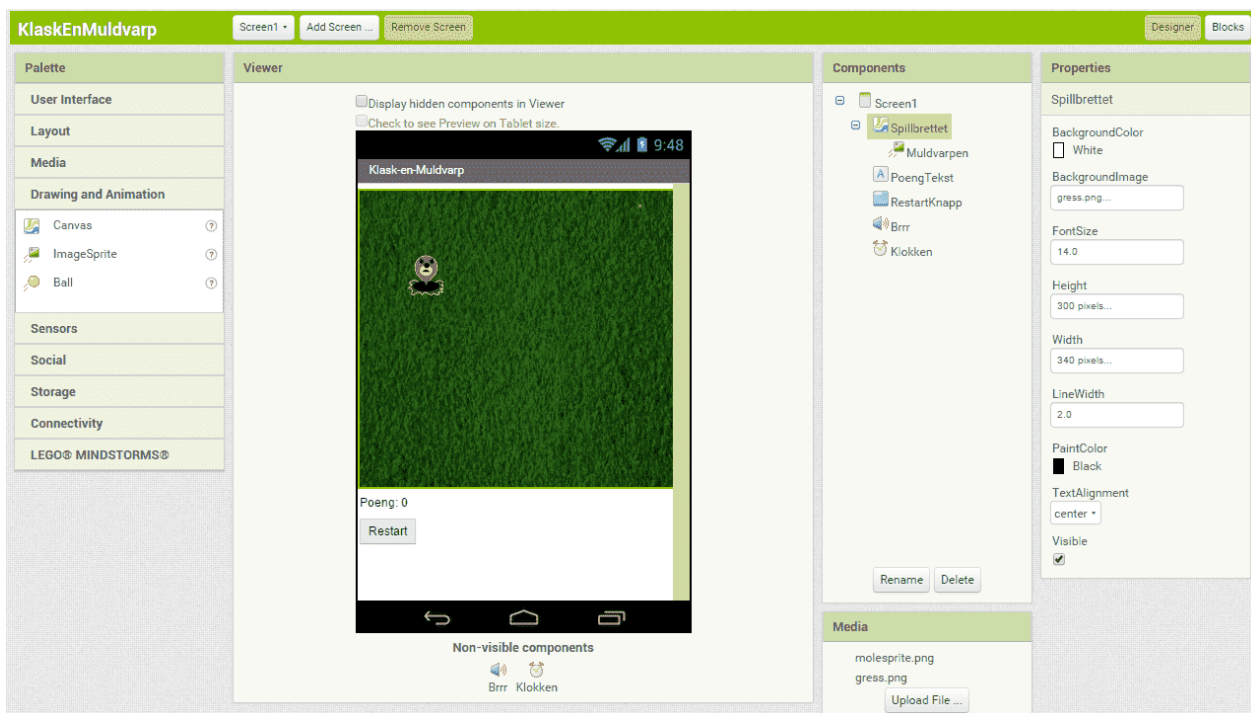 KlaskEnMuldvarp
Screen1
Add Screen ...
Remove Screen
Designer
Blocks
Palette
User Interface
Layout
Media
Drawing and Animation
Canvas
ImageSprite
Ball
Sensors
Social
Storage
Connectivity
LEGO® MINDSTORMS®
Viewer
Display hidden components in Viewer
Check to see Preview on Tablet size.
9:48
Klask-en-Muldvarp
Poeng: 0
Restart
Non-visible components
Brrr
Klokken
Components
Screen1
Spillbrettet
Muldvarpen
PoengTekst
RestartKnapp
Brrr
Klokken
Rename
Delete
Media
molesprite.png
gress.png
Upload File ...
Properties
Spillbrettet
BackgroundColor
White
BackgroundImage
gress.png...
FontSize
14.0
Height
300 pixels...
Width
340 pixels...
LineWidth
2.0
PaintColor
Black
TextAlignment
center
Visible